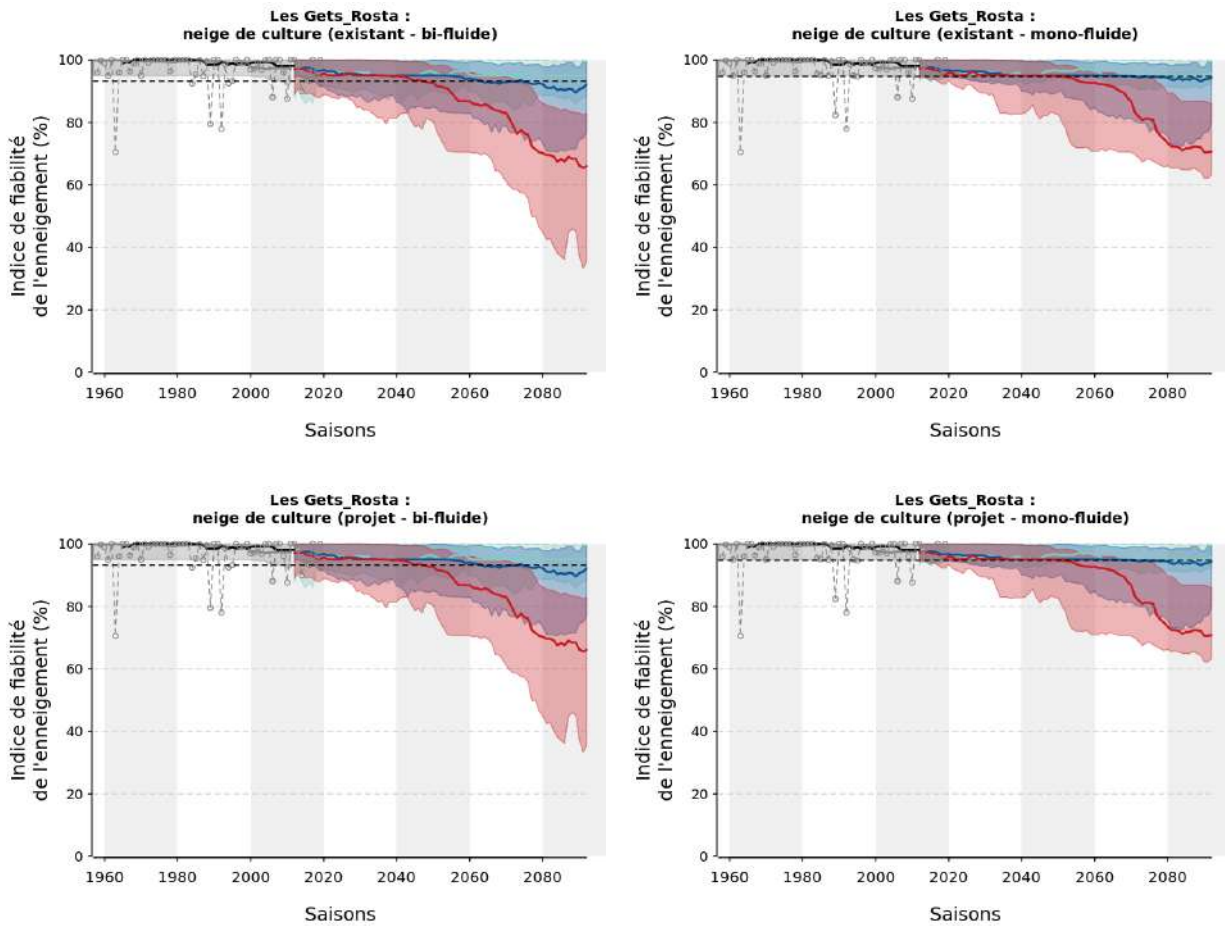 Les Gets_Rosta :
neige de culture (existant - bi-fluide)
Indice de fiabilité
de l'enneigement (%)
100
80
60
40
20
0
1960 1980 2000 2020 2040 2060 2080
Saisons
Les Gets_Rosta :
neige de culture (existant - mono-fluide)
Indice de fiabilité
de l'enneigement (%)
100
80
60
40
20
0
1960 1980 2000 2020 2040 2060 2080
Saisons
Les Gets_Rosta :
neige de culture (projet - bi-fluide)
Indice de fiabilité
de l'enneigement (%)
100
80
60
40
20
0
1960 1980 2000 2020 2040 2060 2080
Saisons
Les Gets_Rosta :
neige de culture (projet - mono-fluide)
Indice de fiabilité
de l'enneigement (%)
100
80
60
40
20
0
1960 1980 2000 2020 2040 2060 2080
Saisons